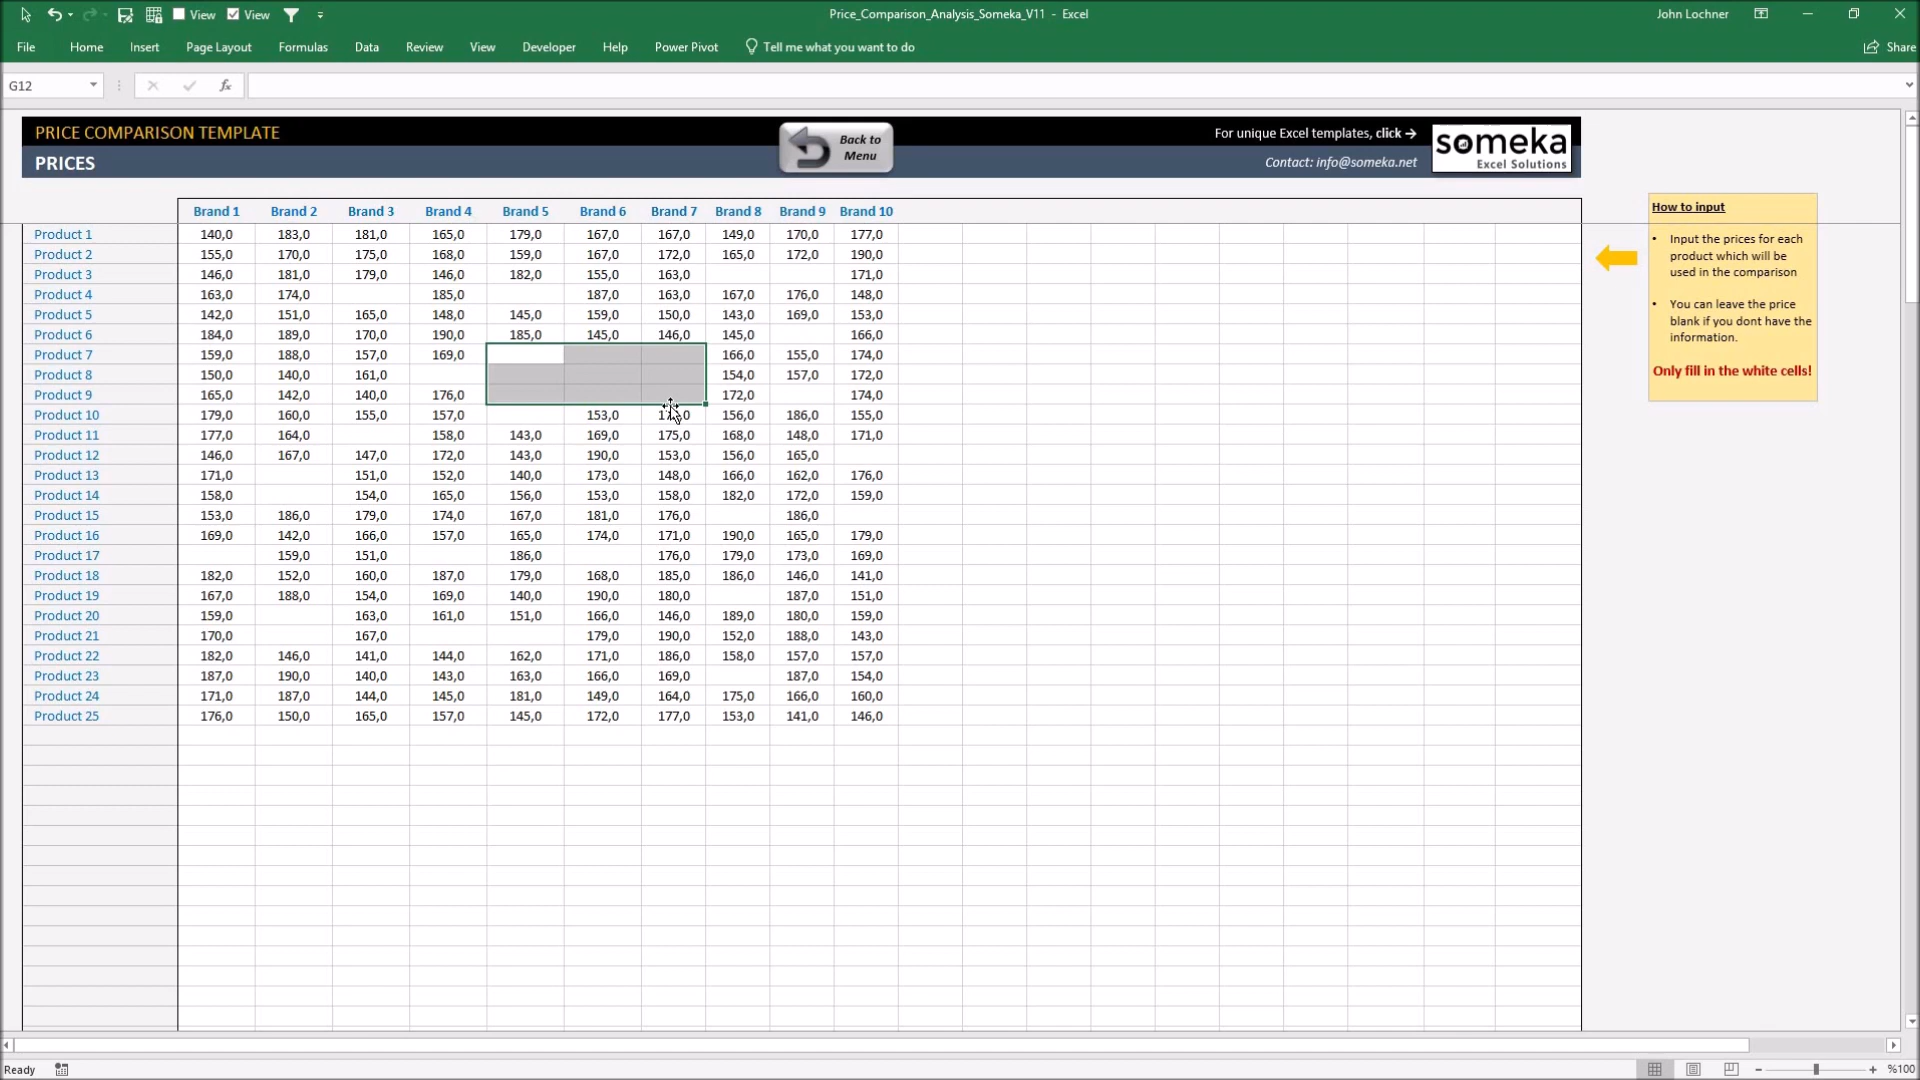 View View Price_Comparison_Analysis_Someka_V11 - Excel John Lochner
File Home Insert Page Layout Formulas Data Review View Developer Help Power Pivot Tell me what you want to do Share
G12 fx
PRICE COMPARISON TEMPLATE
PRICES
Back to
Menu
For unique Excel templates, click →
Contact: info@someka.net
someka
Excel Solutions
Brand 1 Brand 2 Brand 3 Brand 4 Brand 5 Brand 6 Brand 7 Brand 8 Brand 9 Brand 10
Product 1 140,0 183,0 181,0 165,0 179,0 167,0 167,0 149,0 170,0 177,0
Product 2 155,0 170,0 175,0 168,0 159,0 167,0 172,0 165,0 172,0 190,0
Product 3 146,0 181,0 179,0 146,0 182,0 155,0 163,0 171,0
Product 4 163,0 174,0 185,0 187,0 163,0 167,0 176,0 148,0
Product 5 142,0 151,0 165,0 148,0 145,0 159,0 150,0 143,0 169,0 153,0
Product 6 184,0 189,0 170,0 190,0 185,0 145,0 146,0 145,0 166,0
Product 7 159,0 188,0 157,0 169,0 166,0 155,0 174,0
Product 8 150,0 140,0 161,0 154,0 157,0 172,0
Product 9 165,0 142,0 140,0 176,0 172,0 174,0
Product 10 179,0 160,0 155,0 157,0 153,0 156,0 186,0 155,0
Product 11 177,0 164,0 158,0 143,0 169,0 175,0 168,0 148,0 171,0
Product 12 146,0 167,0 147,0 172,0 143,0 190,0 153,0 156,0 165,0
Product 13 171,0 151,0 152,0 140,0 173,0 148,0 166,0 162,0 176,0
Product 14 158,0 154,0 165,0 156,0 153,0 158,0 182,0 172,0 159,0
Product 15 153,0 186,0 179,0 174,0 167,0 181,0 176,0 186,0
Product 16 169,0 142,0 166,0 157,0 165,0 174,0 171,0 190,0 165,0 179,0
Product 17 159,0 151,0 186,0 176,0 179,0 173,0 169,0
Product 18 182,0 152,0 160,0 187,0 179,0 168,0 185,0 186,0 146,0 141,0
Product 19 167,0 188,0 154,0 169,0 140,0 190,0 180,0 187,0 151,0
Product 20 159,0 163,0 161,0 151,0 166,0 146,0 189,0 180,0 159,0
Product 21 170,0 167,0 179,0 190,0 152,0 188,0 143,0
Product 22 182,0 146,0 141,0 144,0 162,0 171,0 186,0 158,0 157,0 157,0
Product 23 187,0 190,0 140,0 143,0 163,0 166,0 169,0 187,0 154,0
Product 24 171,0 187,0 144,0 145,0 181,0 149,0 164,0 175,0 166,0 160,0
Product 25 176,0 150,0 165,0 157,0 145,0 172,0 177,0 153,0 141,0 146,0
How to input
• Input the prices for each
product which will be
used in the comparison
• You can leave the price
blank if you dont have the
information.
Only fill in the white cells!
Ready %100